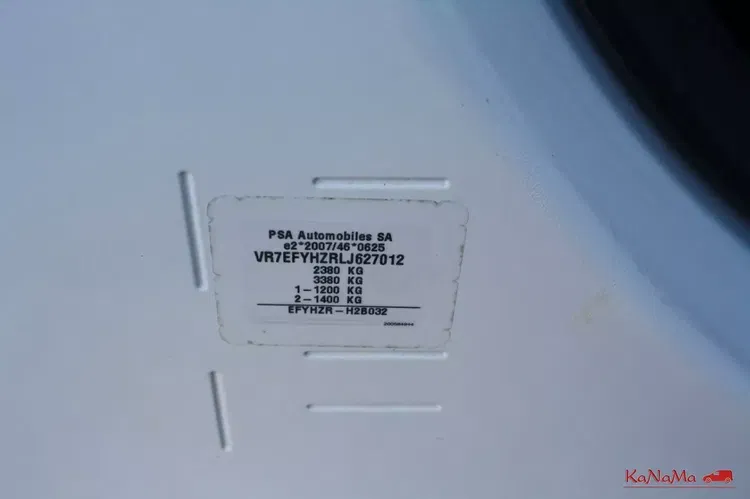 PSA Automobiles SA
e2*2007/46*0625
VR7EFYHZRLJ627012
2380 KG
3380 KG
1-1200 KG
2-1400 KG
EFYHZR-H2B032
KaNaMa